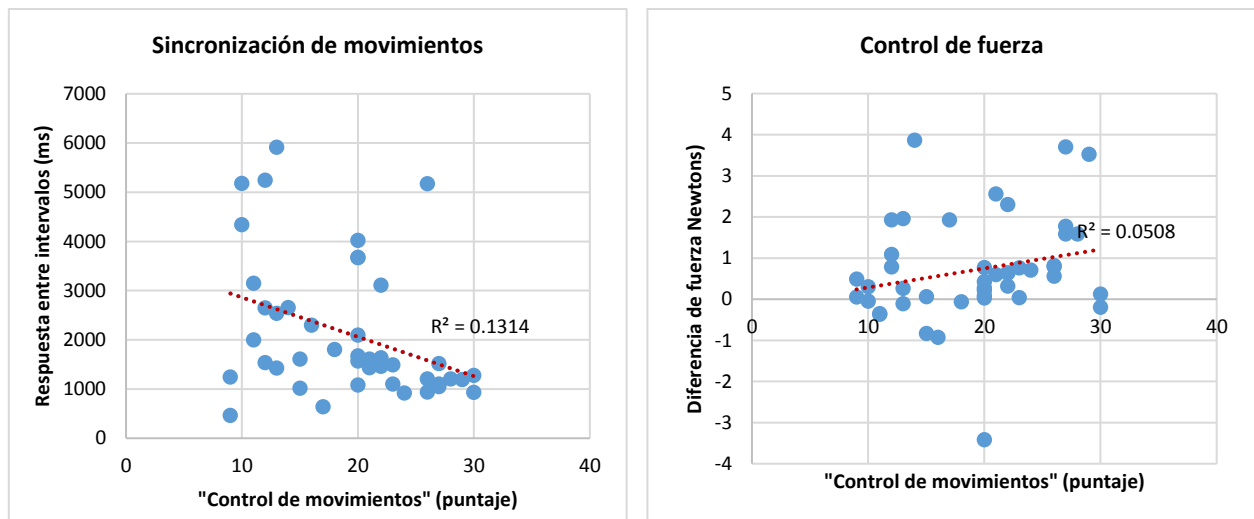 Sincronización de movimientos
Respuesta entre intervalos (ms)
7000
6000
5000
4000
3000
2000
1000
0
R² = 0.1314
0 10 20 30 40
"Control de movimientos" (puntaje)
Control de fuerza
Diferencia de fuerza Newtons)
5
4
3
2
1
0
-1
-2
-3
-4
R² = 0.0508
0 10 20 30 40
"Control de movimientos" (puntaje)